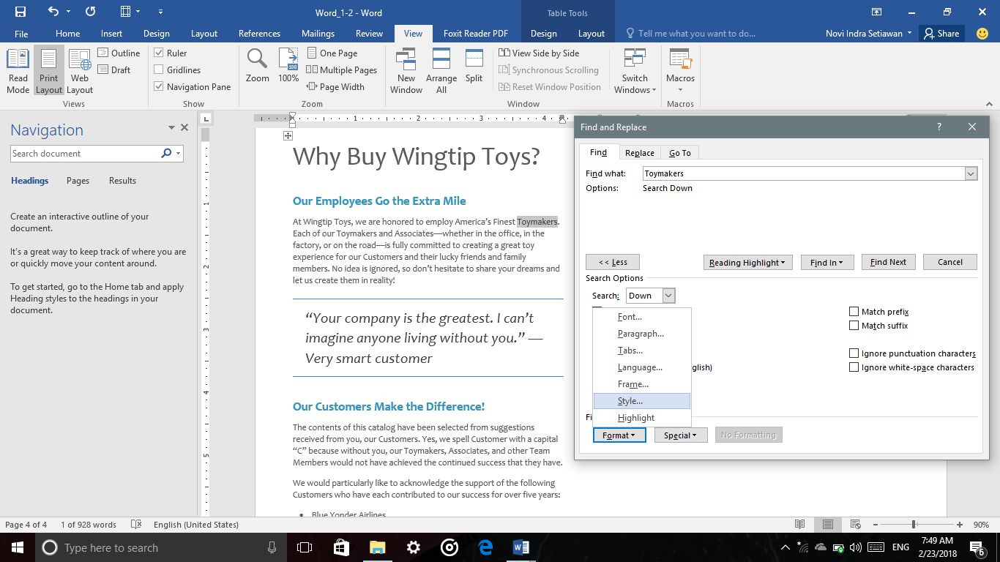 Word_1-2 - Word
Table Tools
File Home Insert Design Layout References Mailings Review View Foxit Reader PDF Design Layout Tell me what you want to do... Novi Indra Setiawan Share
Read Mode
Print Layout
Web Layout
Outline
Draft
Views
Ruler
Gridlines
Navigation Pane
Show
Zoom
100
100%
One Page
Multiple Pages
Page Width
Zoom
New Window
Arrange All
Split
View Side by Side
Synchronous Scrolling
Reset Window Position
Window
Switch Windows
Macros
Macros
Navigation
Search document
Headings Pages Results
Create an interactive outline of your
document.
It's a great way to keep track of where you are
or quickly move your content around.
To get started, go to the Home tab and apply
Heading styles to the headings in your
document.
L
1 2 3 4
1
2
3
4
5
Why Buy Wingtip Toys?
Our Employees Go the Extra Mile
At Wingtip Toys, we are honored to employ America's Finest Toymakers.
Each of our Toymakers and Associates—whether in the office, in the
factory, or on the road—is fully committed to creating a great toy
experience for our Customers and their lucky friends and family
members. No idea is ignored, so don't hesitate to share your dreams and
let us create them in reality!
“Your company is the greatest. I can’t
imagine anyone living without you.” —
Very smart customer
Our Customers Make the Difference!
The contents of this catalog have been selected from suggestions
received from you, our Customers. Yes, we spell Customer with a capital
“C” because without you, our Toymakers, Associates, and other Team
Members would not have achieved the continued success that they have.
We would particularly like to acknowledge the support of the following
Customers who have each contributed to our success for over five years:
• Blue Yonder Airlines
Find and Replace ?
Find Replace Go To
Find what: Toymakers
Options: Search Down
<< Less Reading Highlight Find In Find Next Cancel
Search Options
Search: Down
Font...
Paragraph...
Tabs...
Language...
Frame...
Style...
Highlight
Match prefix
Match suffix
Ignore punctuation characters
glish) Ignore white-space characters
Format Special No Formatting
Page 4 of 4 1 of 928 words English (United States) 90%
Type here to search
ENG
7:49 AM
2/23/2018
6